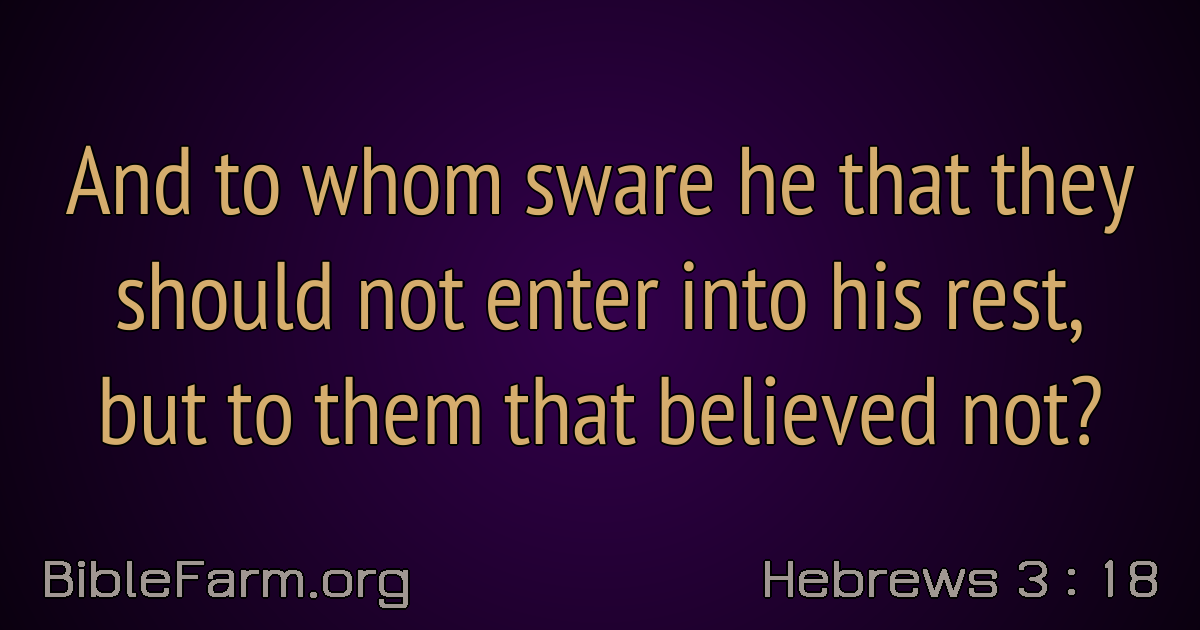 And to whom sware he that they
should not enter into his rest,
but to them that believed not?
BibleFarm.org
Hebrews 3 : 18